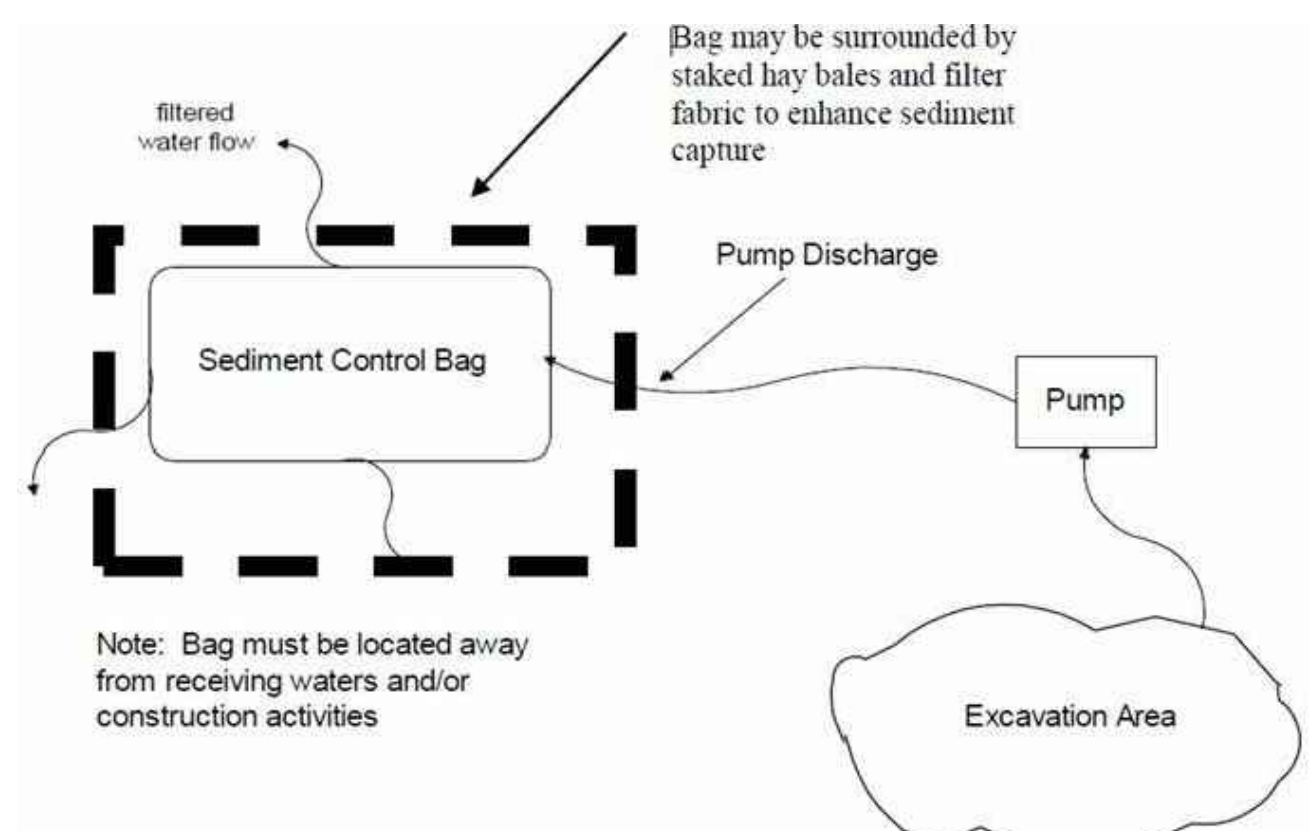 Bag may be surrounded by
staked hay bales and filter
fabric to enhance sediment
capture
filtered
water flow
Pump Discharge
Sediment Control Bag
Pump
Note: Bag must be located away
from receiving waters and/or
construction activities
Excavation Area